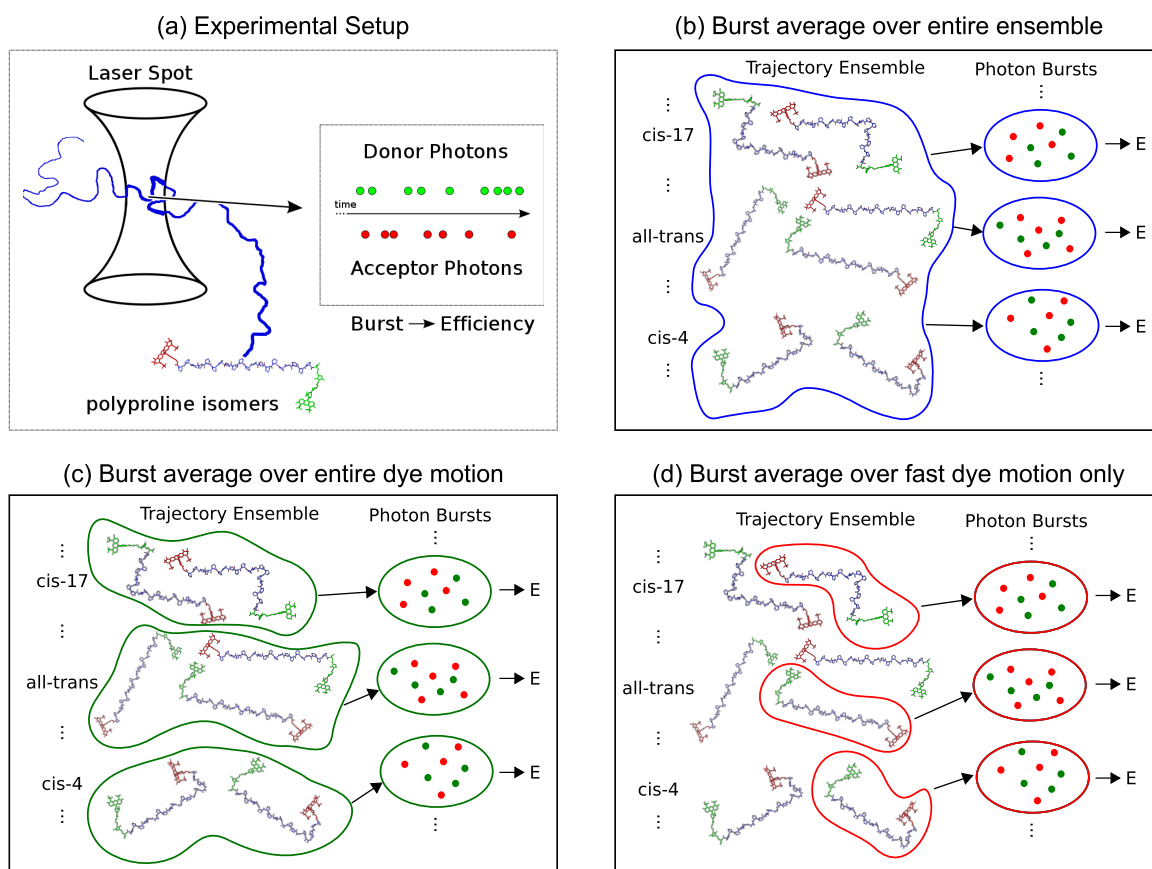 (a) Experimental Setup
Laser Spot
Donor Photons
time
....
Acceptor Photons
Burst → Efficiency
polyproline isomers
(b) Burst average over entire ensemble
Trajectory Ensemble
Photon Bursts
...
...
cis-17
E
...
all-trans
E
...
cis-4
E
...
...
(c) Burst average over entire dye motion
Trajectory Ensemble
Photon Bursts
...
...
cis-17
E
...
all-trans
E
...
cis-4
E
...
...
(d) Burst average over fast dye motion only
Trajectory Ensemble
Photon Bursts
...
...
cis-17
E
...
all-trans
E
...
cis-4
E
...
...